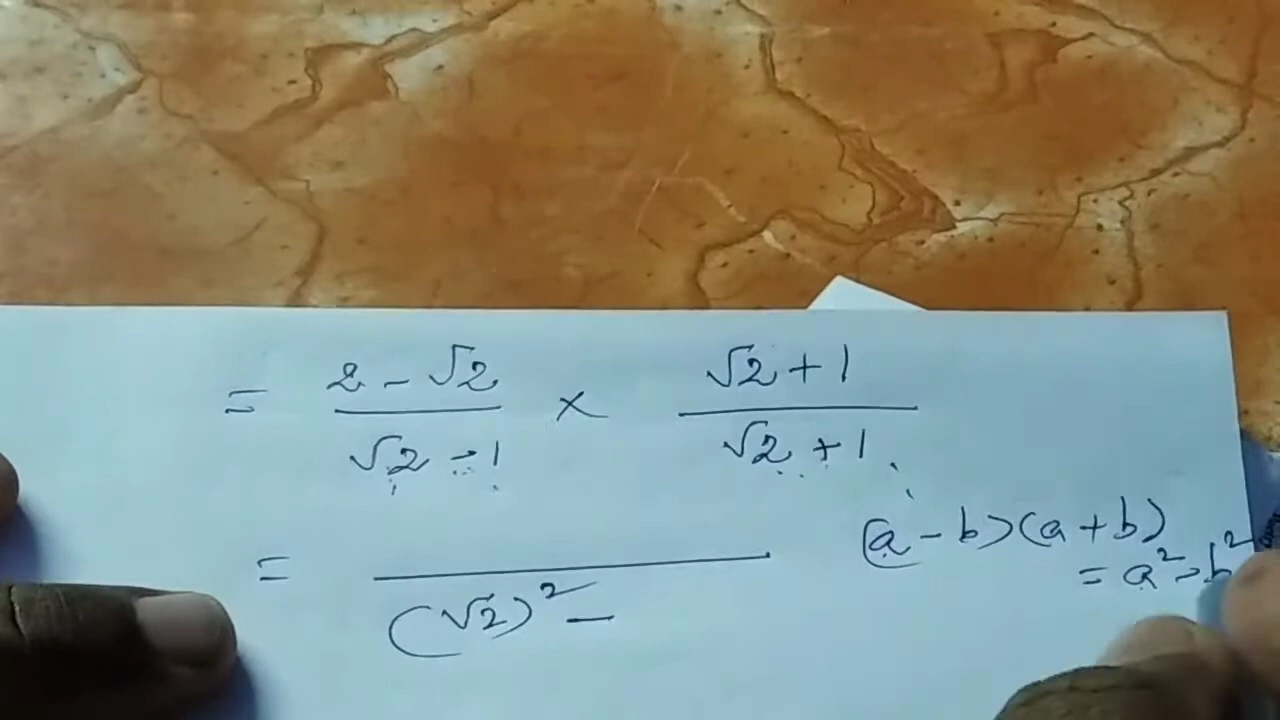 = (2 - √2)/(√2 - 1) × (√2 + 1)/(√2 + 1)
(a - b)(a + b)
= a² - b²
= /((√2)² -